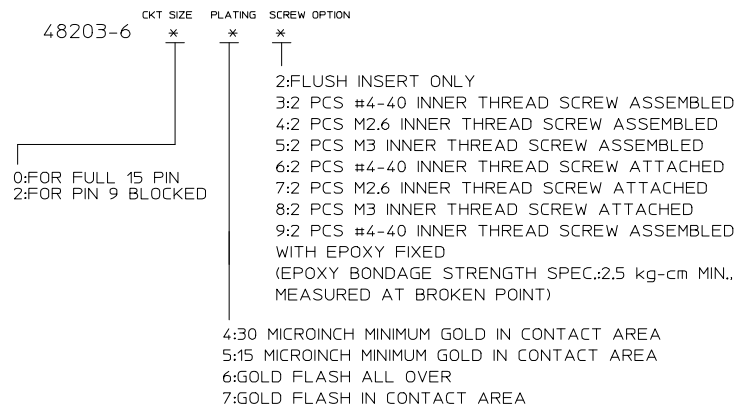 CKT SIZE PLATING SCREW OPTION
48203-6 * * *
2:FLUSH INSERT ONLY
3:2 PCS #4-40 INNER THREAD SCREW ASSEMBLED
4:2 PCS M2.6 INNER THREAD SCREW ASSEMBLED
5:2 PCS M3 INNER THREAD SCREW ASSEMBLED
6:2 PCS #4-40 INNER THREAD SCREW ATTACHED
7:2 PCS M2.6 INNER THREAD SCREW ATTACHED
8:2 PCS M3 INNER THREAD SCREW ATTACHED
9:2 PCS #4-40 INNER THREAD SCREW ASSEMBLED
WITH EPOXY FIXED
(EPOXY BONDAGE STRENGTH SPEC.:2.5 kg-cm MIN.,
MEASURED AT BROKEN POINT)
0:FOR FULL 15 PIN
2:FOR PIN 9 BLOCKED
4:30 MICROINCH MINIMUM GOLD IN CONTACT AREA
5:15 MICROINCH MINIMUM GOLD IN CONTACT AREA
6:GOLD FLASH ALL OVER
7:GOLD FLASH IN CONTACT AREA